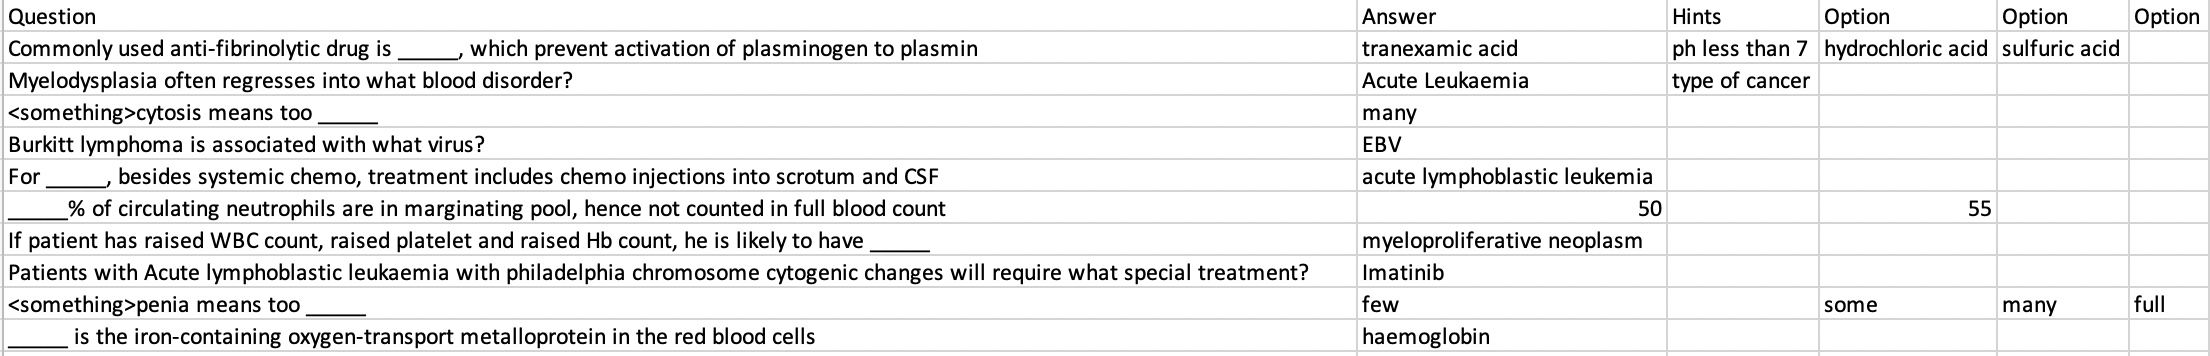 Question Answer Hints Option Option Option
Commonly used anti-fibrinolytic drug is _____, which prevent activation of plasminogen to plasmin tranexamic acid ph less than 7 hydrochloric acid sulfuric acid
Myelodysplasia often regresses into what blood disorder? Acute Leukaemia type of cancer
<something>cytosis means too _____ many
Burkitt lymphoma is associated with what virus? EBV
For _____, besides systemic chemo, treatment includes chemo injections into scrotum and CSF acute lymphoblastic leukemia
_____% of circulating neutrophils are in marginating pool, hence not counted in full blood count 50 55
If patient has raised WBC count, raised platelet and raised Hb count, he is likely to have _____ myeloproliferative neoplasm
Patients with Acute lymphoblastic leukaemia with philadelphia chromosome cytogenic changes will require what special treatment? Imatinib
<something>penia means too _____ few some many full
_____ is the iron-containing oxygen-transport metalloprotein in the red blood cells haemoglobin